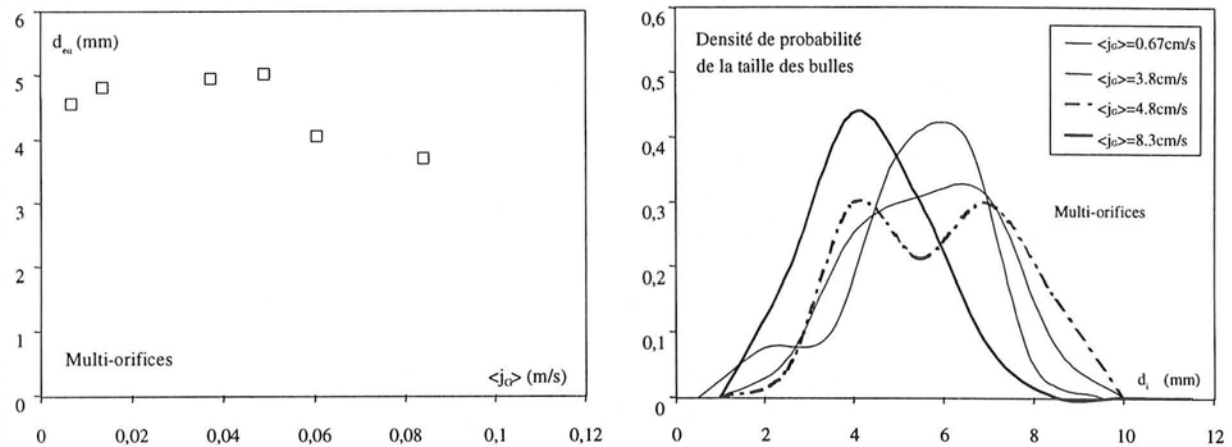 6
5
4
3
2
1
0
d_eq (mm)
Multi-orifices
<j_G> (m/s)
0 0,02 0,04 0,06 0,08 0,1 0,12
0,6
0,5
0,4
0,3
0,2
0,1
0
Densité de probabilité
de la taille des bulles
<j_G>=0.67cm/s
<j_G>=3.8cm/s
<j_G>=4.8cm/s
<j_G>=8.3cm/s
Multi-orifices
d_i (mm)
0 2 4 6 8 10 12